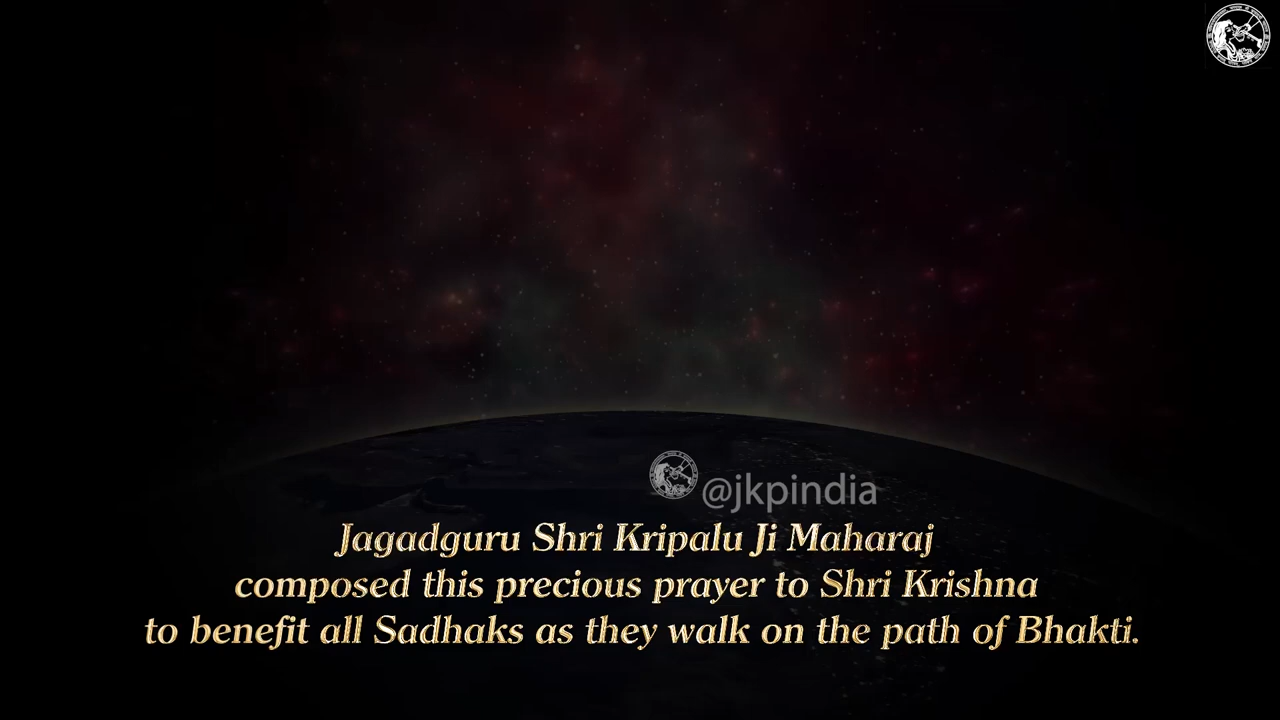 @jkpindia
Jagadguru Shri Kripalu Ji Maharaj
composed this precious prayer to Shri Krishna
to benefit all Sadhaks as they walk on the path of Bhakti.